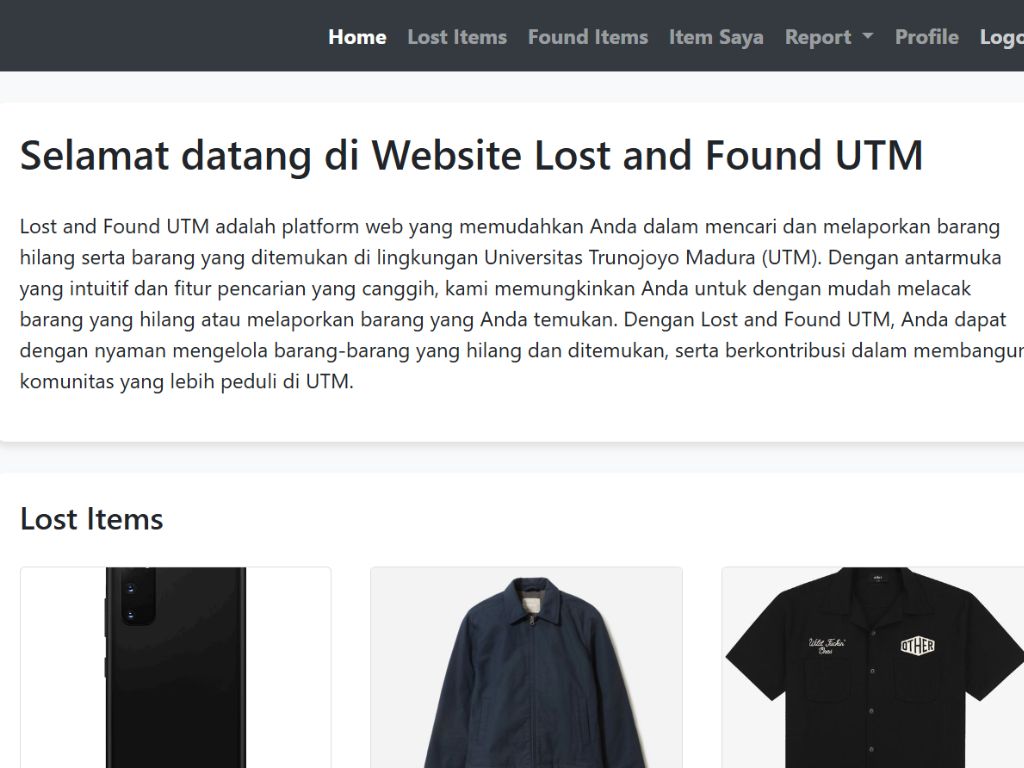 Home Lost Items Found Items Item Saya Report Profile Logo
Selamat datang di Website Lost and Found UTM
Lost and Found UTM adalah platform web yang memudahkan Anda dalam mencari dan melaporkan barang
hilang serta barang yang ditemukan di lingkungan Universitas Trunojoyo Madura (UTM). Dengan antarmuka
yang intuitif dan fitur pencarian yang canggih, kami memungkinkan Anda untuk dengan mudah melacak
barang yang hilang atau melaporkan barang yang Anda temukan. Dengan Lost and Found UTM, Anda dapat
dengan nyaman mengelola barang-barang yang hilang dan ditemukan, serta berkontribusi dalam membangun
komunitas yang lebih peduli di UTM.
Lost Items
OTHER